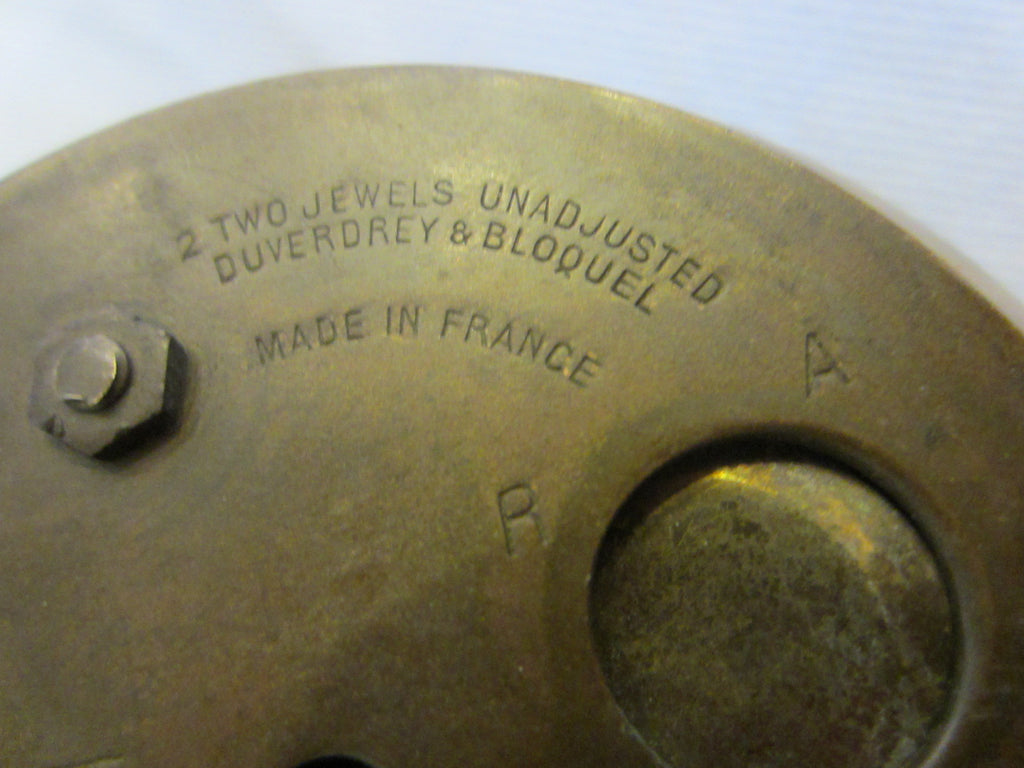 2 TWO JEWELS UNADJUSTED
DUVERDREY & BLOQUEL
MADE IN FRANCE
A
R